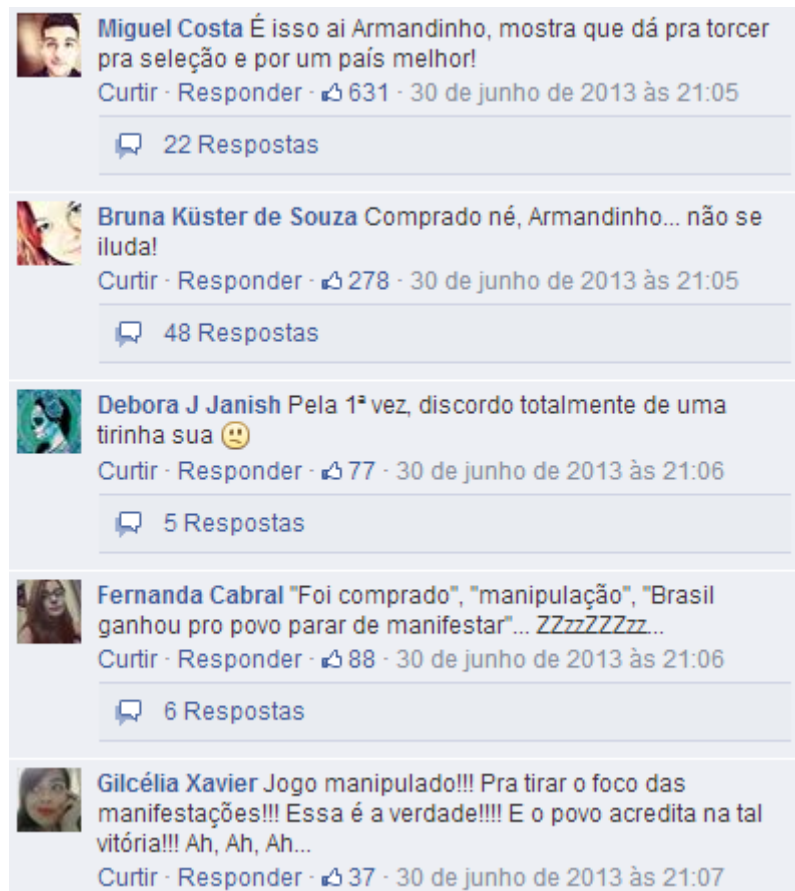 Miguel Costa É isso ai Armandinho, mostra que dá pra torcer
pra seleção e por um país melhor!
Curtir · Responder · 631 · 30 de junho de 2013 às 21:05
22 Respostas
Bruna Küster de Souza Comprado né, Armandinho... não se
iluda!
Curtir · Responder · 278 · 30 de junho de 2013 às 21:05
48 Respostas
Debora J Janish Pela 1ª vez, discordo totalmente de uma
tirinha sua
Curtir · Responder · 77 · 30 de junho de 2013 às 21:06
5 Respostas
Fernanda Cabral "Foi comprado", "manipulação", "Brasil
ganhou pro povo parar de manifestar"... ZZzzZZZzz...
Curtir · Responder · 88 · 30 de junho de 2013 às 21:06
6 Respostas
Gilcélia Xavier Jogo manipulado!!! Pra tirar o foco das
manifestações!!! Essa é a verdade!!!! E o povo acredita na tal
vitória!!! Ah, Ah, Ah...
Curtir · Responder · 37 · 30 de junho de 2013 às 21:07